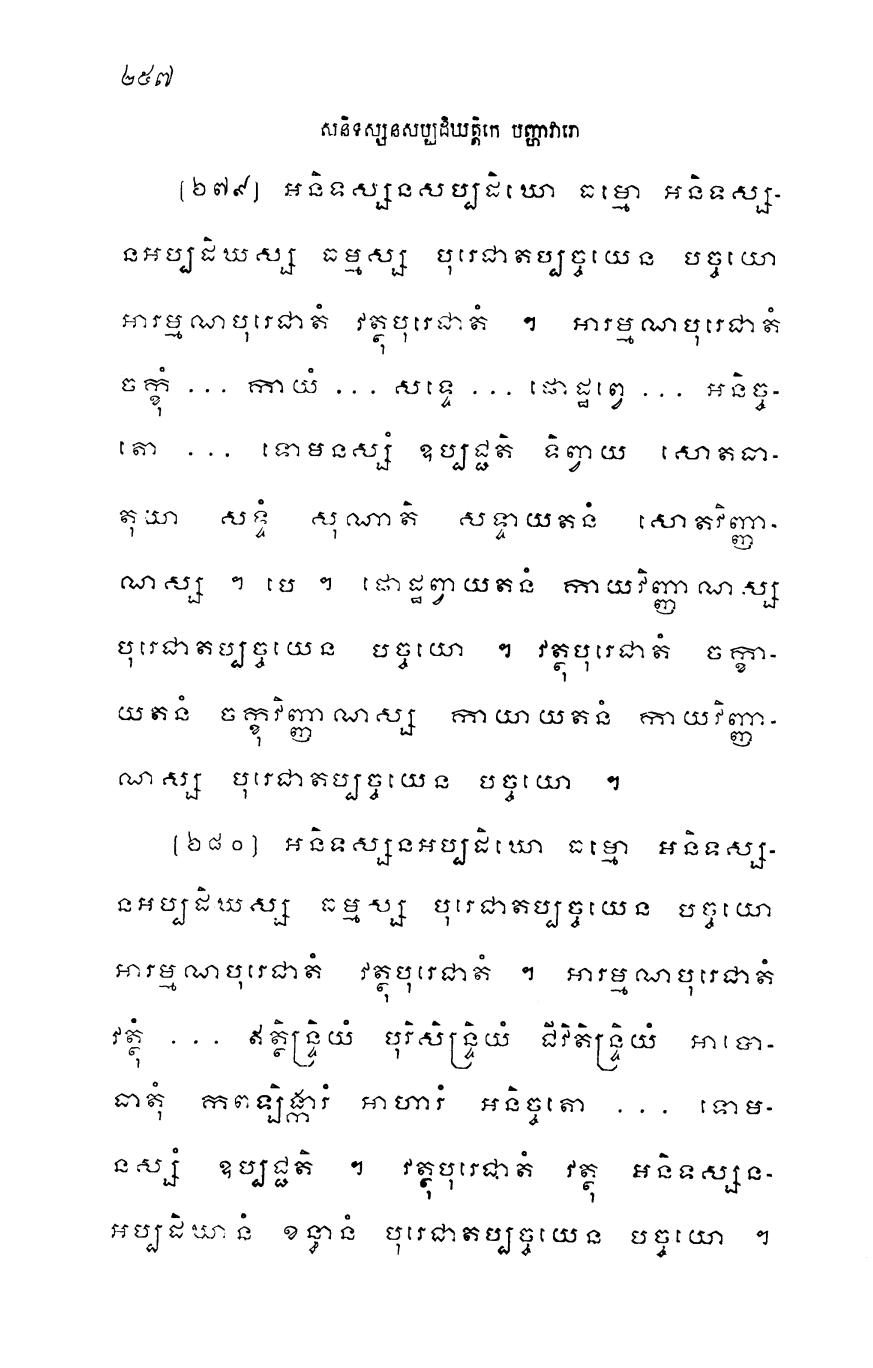 ២៥៧
សនិទស្សនសប្បដិឃត្តិកេ បញ្ហាវារោ
[៦៧៩] អនិទស្សនសប្បដិឃោ ធម្មោ អនិទស្ស-
នអប្បដិឃស្ស ធម្មស្ស បុរេជាតប្បច្ចយេន បច្ចយោ
អារម្មណបុរេជាតំ វត្ថុបុរេជាតំ ។ អារម្មណបុរេជាតំ
ចក្ខុំ ... កាយំ ... សទ្ទេ ... ផោដ្ឋព្វេ ... អនិច្ច-
តោ ... ទោមនស្សំ ឧប្បជ្ជតិ ទិព្វាយ សោតធា-
តុយា សទ្ទំ សុណាតិ សទ្ទាយតនំ សោតវិញ្ញា-
ណស្ស ។ បេ ។ ផោដ្ឋព្វាយតនំ កាយវិញ្ញាណស្ស
បុរេជាតប្បច្ចយេន បច្ចយោ ។ វត្ថុបុរេជាតំ ចក្ខា-
យតនំ ចក្ខុវិញ្ញាណស្ស កាយាយតនំ កាយវិញ្ញា-
ណស្ស បុរេជាតប្បច្ចយេន បច្ចយោ ។
[៦៨០] អនិទស្សនអប្បដិឃោ ធម្មោ អនិទស្ស-
នអប្បដិឃស្ស ធម្មស្ស បុរេជាតប្បច្ចយេន បច្ចយោ
អារម្មណបុរេជាតំ វត្ថុបុរេជាតំ ។ អារម្មណបុរេជាតំ
វត្ថុំ ... ឥត្ថិន្ទ្រិយំ បុរិសិន្ទ្រិយំ ជីវិតិន្ទ្រិយំ អាបោ-
ធាតុំ កពឡិង្ការំ អាហារំ អនិច្ចតោ ... ទោម-
នស្សំ ឧប្បជ្ជតិ ។ វត្ថុបុរេជាតំ វត្ថុ អនិទស្សន-
អប្បដិឃានំ ខន្ធានំ បុរេជាតប្បច្ចយេន បច្ចយោ ។